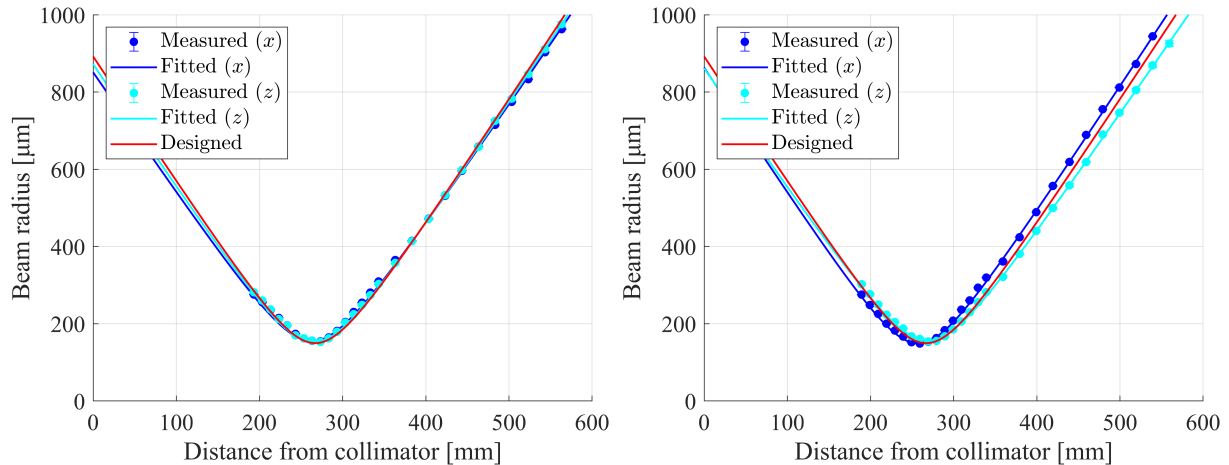 1000
800
600
400
200
0
Beam radius [µm]
Measured (x)
Fitted (x)
Measured (z)
Fitted (z)
Designed
0 100 200 300 400 500 600
Distance from collimator [mm]
1000
800
600
400
200
0
Beam radius [µm]
Measured (x)
Fitted (x)
Measured (z)
Fitted (z)
Designed
0 100 200 300 400 500 600
Distance from collimator [mm]